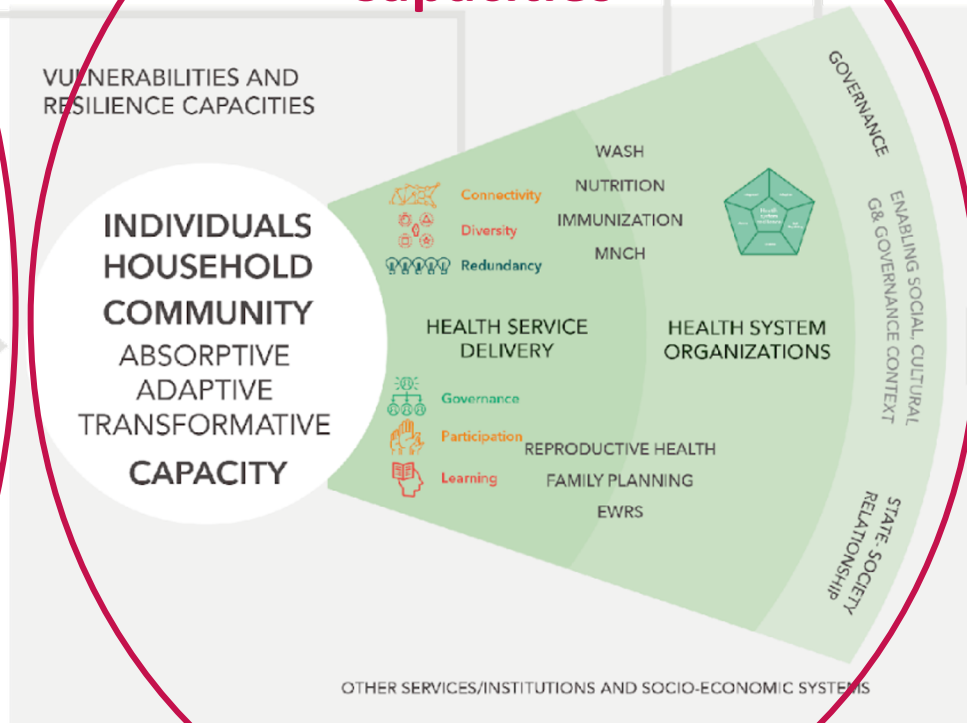 Capacities
VULNERABILITIES AND
RESILIENCE CAPACITIES
INDIVIDUALS
HOUSEHOLD
COMMUNITY
ABSORPTIVE
ADAPTIVE
TRANSFORMATIVE
CAPACITY
Connectivity
Diversity
Redundancy
WASH
NUTRITION
IMMUNIZATION
MNCH
HEALTH SERVICE
DELIVERY
HEALTH SYSTEM
ORGANIZATIONS
Governance
Participation
Learning
REPRODUCTIVE HEALTH
FAMILY PLANNING
EWRS
GOVERNANCE
ENABLING SOCIAL, CULTURAL
G& GOVERNANCE CONTEXT
STATE- SOCIETY
RELATIONSHIP
OTHER SERVICES/INSTITUTIONS AND SOCIO-ECONOMIC SYSTEMS